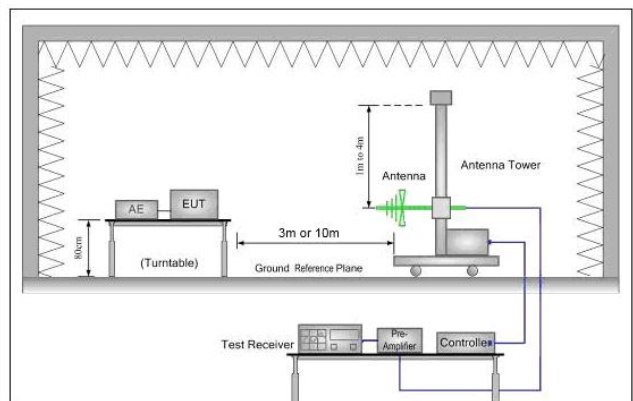 1m to 4m
Antenna
Antenna Tower
AE
EUT
3m or 10m
80cm
(Turntable)
Ground Reference Plane
Test Receiver
Pre-
Amplifier
Controller